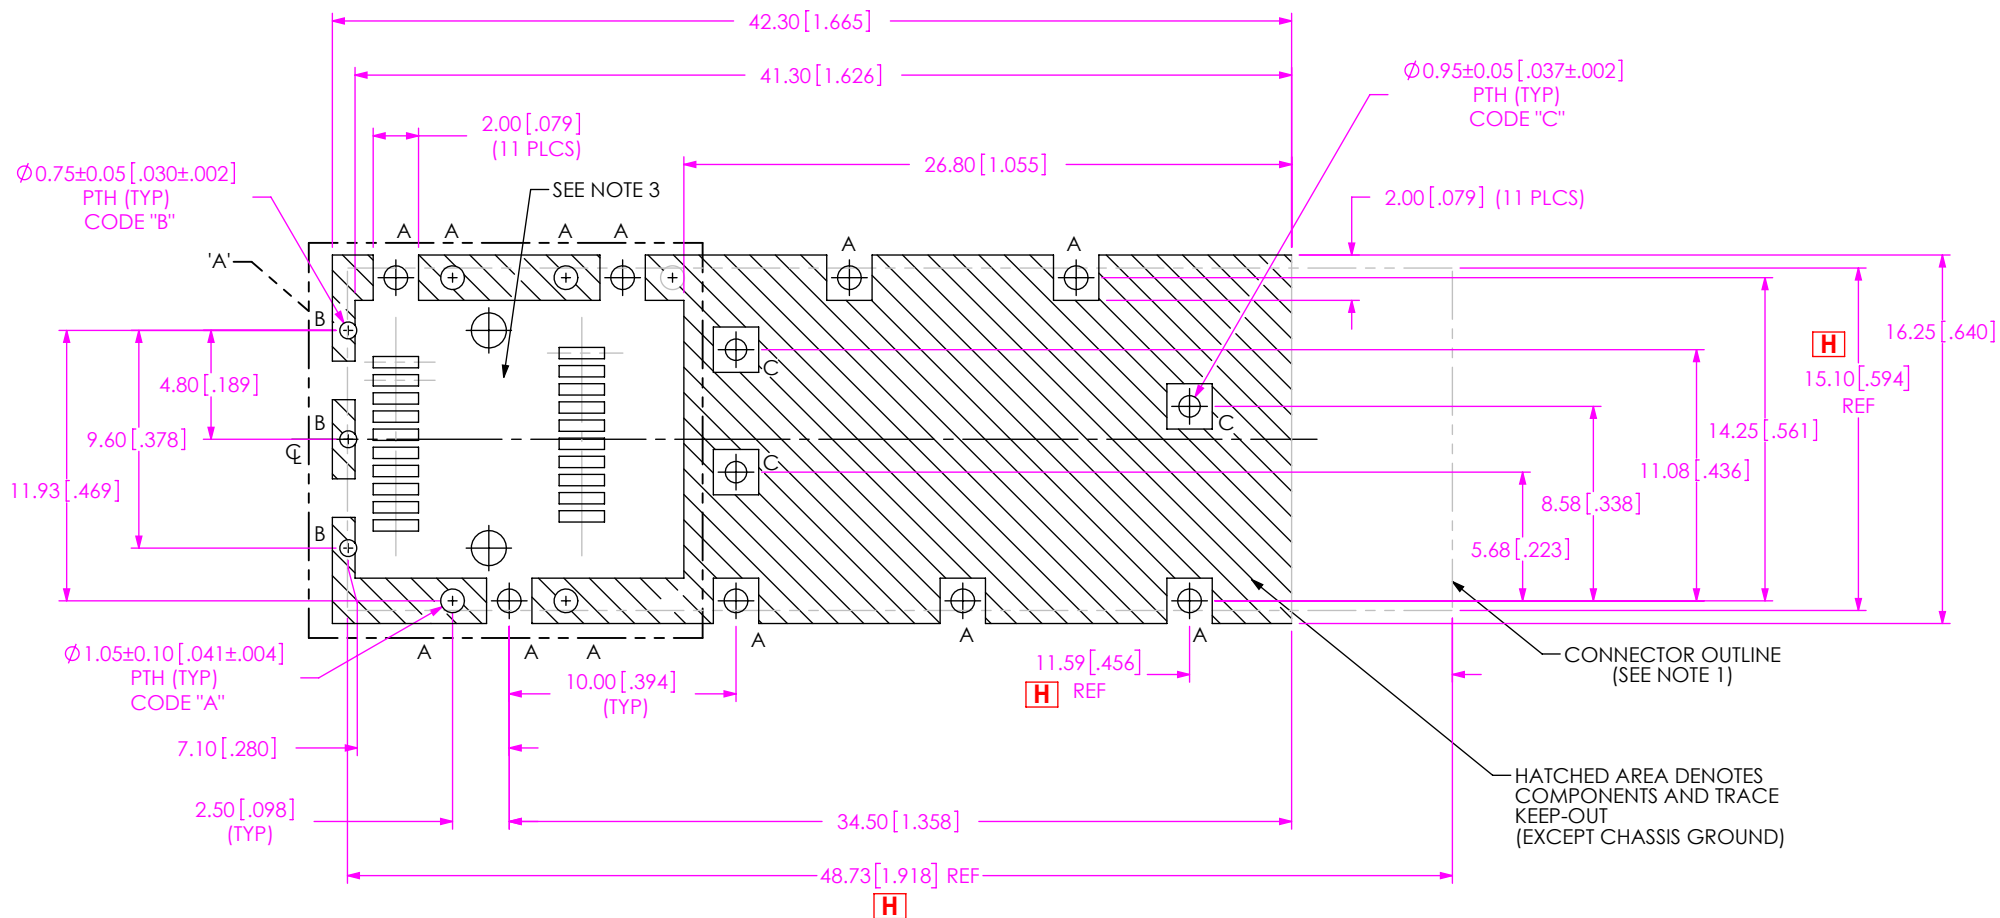 42.30[1.665]
41.30[1.626]
Ø0.95±0.05[.037±.002]
PTH (TYP)
CODE "C"
2.00[.079]
(11 PLCS)
26.80[1.055]
Ø0.75±0.05[.030±.002]
PTH (TYP)
CODE "B"
SEE NOTE 3
2.00[.079] (11 PLCS)
A A A A A A
'A'
B
C
16.25[.640]
H
15.10[.594]
REF
4.80[.189]
C
B
14.25[.561]
9.60[.378]
℄
C
11.08[.436]
11.93[.469]
8.58[.338]
B
5.68[.223]
A A A A A A
Ø1.05±0.10[.041±.004]
PTH (TYP)
CODE "A"
10.00[.394]
(TYP)
11.59[.456]
H REF
CONNECTOR OUTLINE
(SEE NOTE 1)
7.10[.280]
2.50[.098]
(TYP)
34.50[1.358]
HATCHED AREA DENOTES
COMPONENTS AND TRACE
KEEP-OUT
(EXCEPT CHASSIS GROUND)
48.73[1.918] REF
H